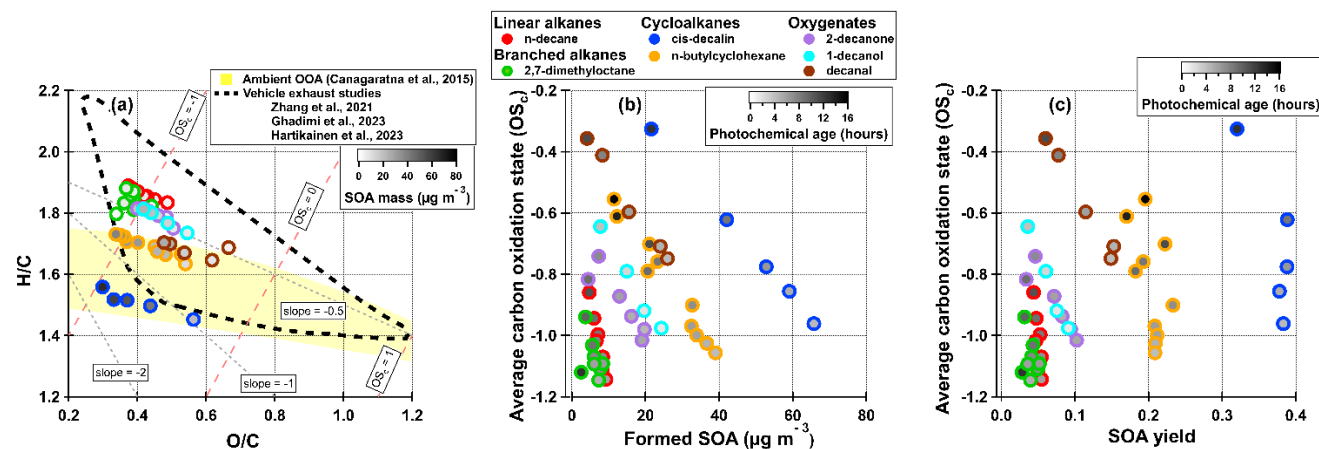 Linear alkanes Cycloalkanes Oxygenates
n-decane cis-decalin 2-decanone
Branched alkanes n-butylcyclohexane 1-decanol
2,7-dimethyloctane decanal
(a)
Ambient OOA (Canagaratna et al., 2015)
Vehicle exhaust studies
Zhang et al., 2021
Ghadimi et al., 2023
Hartikainen et al., 2023
0 20 40 60 80
SOA mass (µg m⁻³)
OSc = -1
OSc = 0
OSc = 1
slope = -0.5
slope = -1
slope = -2
2.2
2.0
1.8
1.6
1.4
1.2
H/C
0.2 0.4 0.6 0.8 1.0 1.2
O/C
(b)
0 4 8 12 16
Photochemical age (hours)
Average carbon oxidation state (OSc)
-0.2
-0.4
-0.6
-0.8
-1.0
-1.2
0 20 40 60 80
Formed SOA (µg m⁻³)
(c)
0 4 8 12 16
Photochemical age (hours)
Average carbon oxidation state (OSc)
-0.2
-0.4
-0.6
-0.8
-1.0
-1.2
0.0 0.1 0.2 0.3 0.4
SOA yield